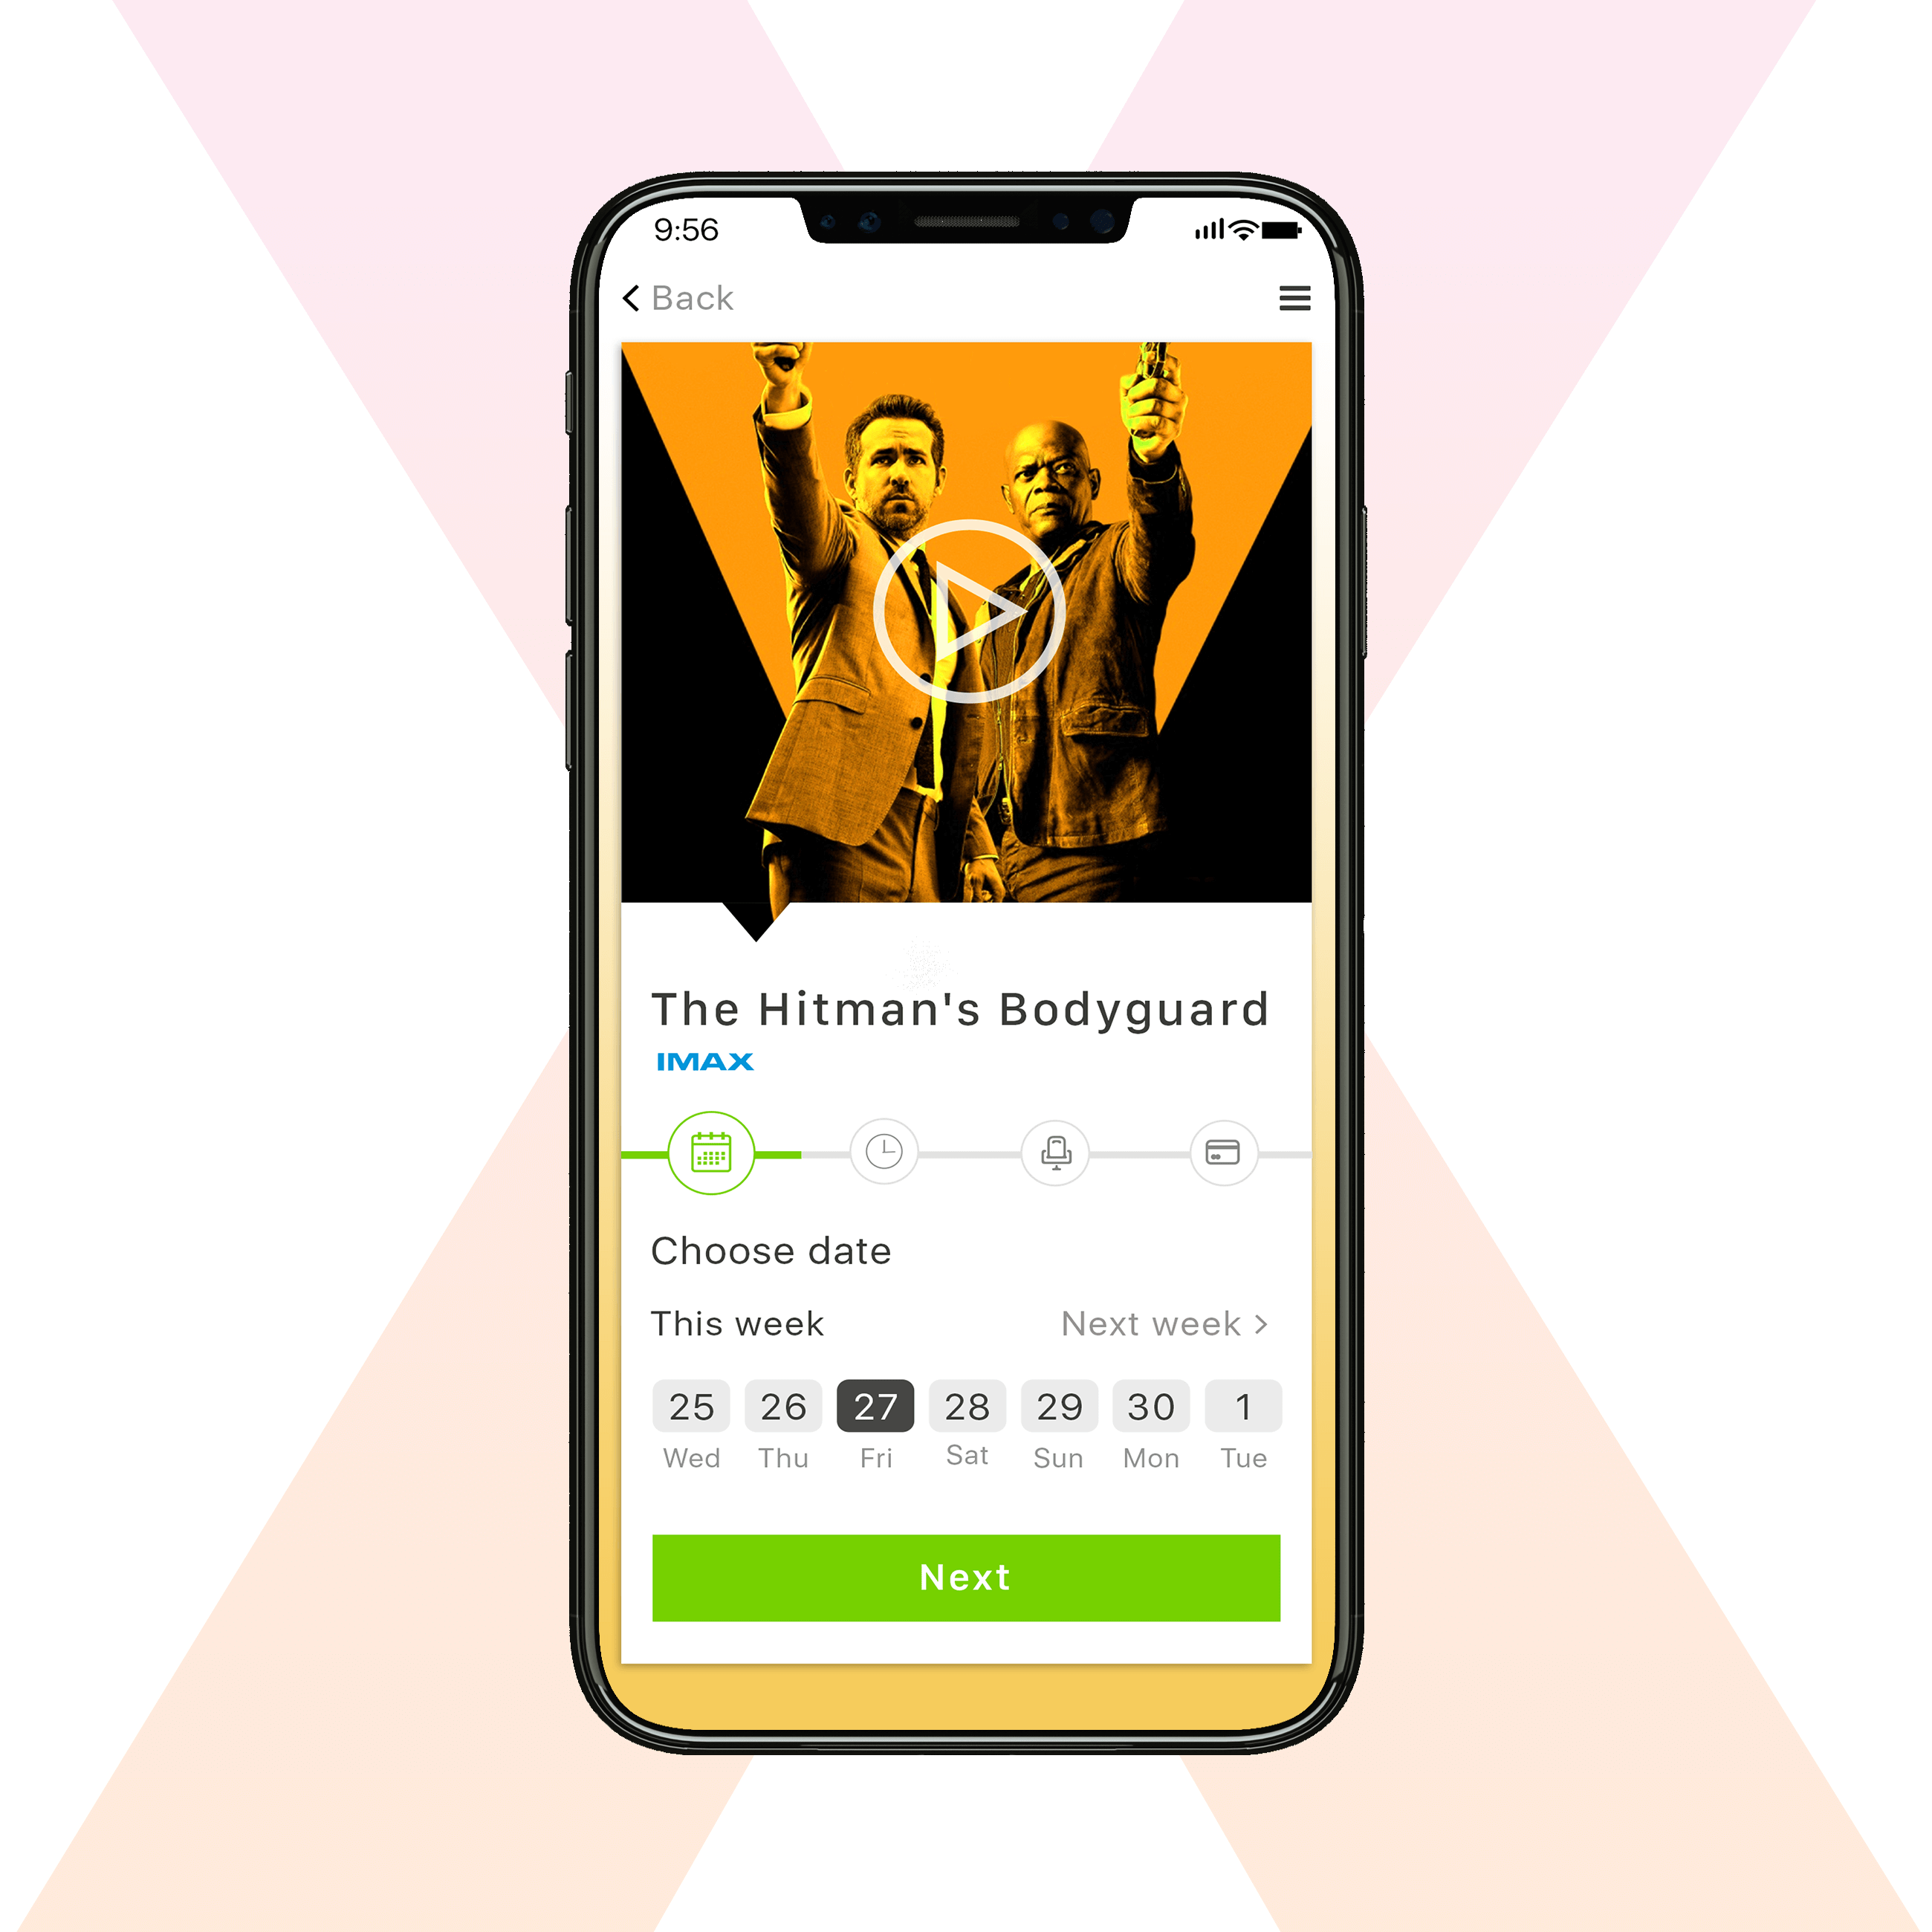 9:56
Back
The Hitman's Bodyguard
IMAX
Choose date
This week Next week >
25 26 27 28 29 30 1
Wed Thu Fri Sat Sun Mon Tue
Next